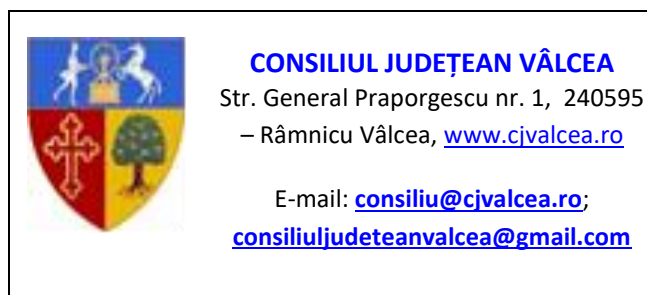 CONSILIUL JUDEȚEAN VÂLCEA
Str. General Praporgescu nr. 1, 240595
– Râmnicu Vâlcea, www.cjvalcea.ro
E-mail: consiliu@cjvalcea.ro;
consiliuljudeteanvalcea@gmail.com